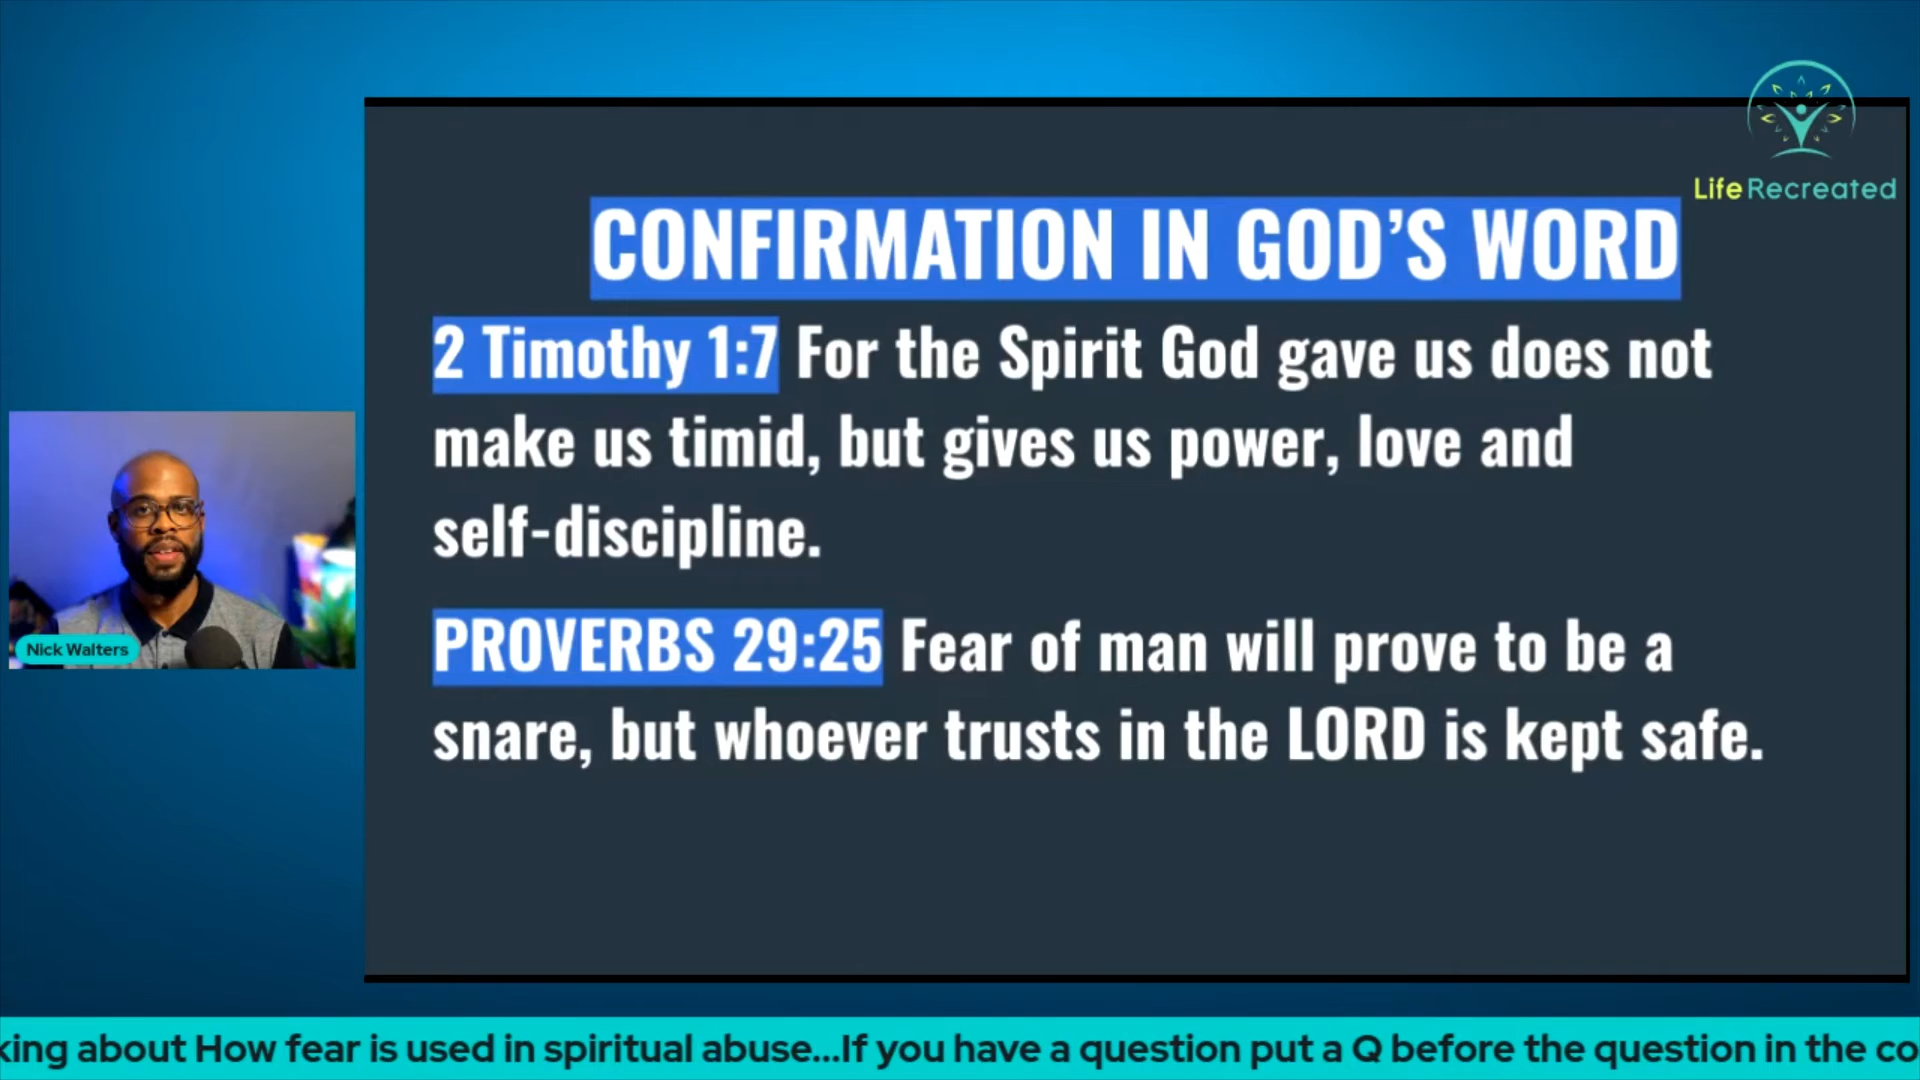 LifeRecreated
CONFIRMATION IN GOD’S WORD
2 Timothy 1:7 For the Spirit God gave us does not
make us timid, but gives us power, love and
self-discipline.
PROVERBS 29:25 Fear of man will prove to be a
snare, but whoever trusts in the LORD is kept safe.
Nick Walters
king about How fear is used in spiritual abuse...If you have a question put a Q before the question in the co